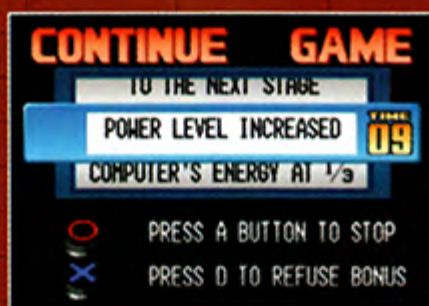 CONTINUE GAME
TO THE NEXT STAGE
POWER LEVEL INCREASED
TIME
09
COMPUTER'S ENERGY AT 1/3
PRESS A BUTTON TO STOP
PRESS D TO REFUSE BONUS